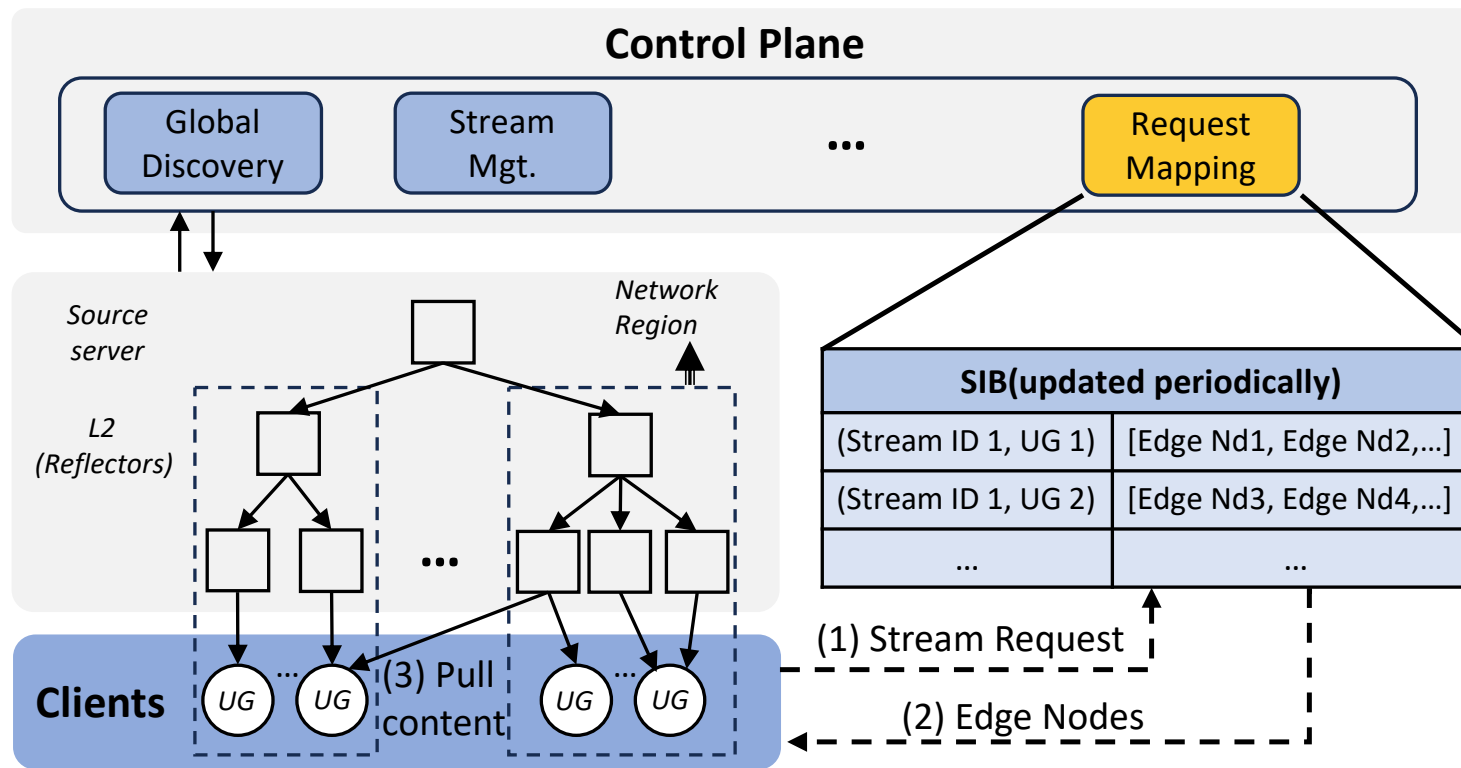 Control Plane
Global
Discovery
Stream
Mgt.
...
Request
Mapping
Source
server
Network
Region
L2
(Reflectors)
...
SIB(updated periodically)
(Stream ID 1, UG 1) [Edge Nd1, Edge Nd2,...]
(Stream ID 1, UG 2) [Edge Nd3, Edge Nd4,...]
... ...
(1) Stream Request
(2) Edge Nodes
Clients
UG ... UG
(3) Pull
content
UG ... UG